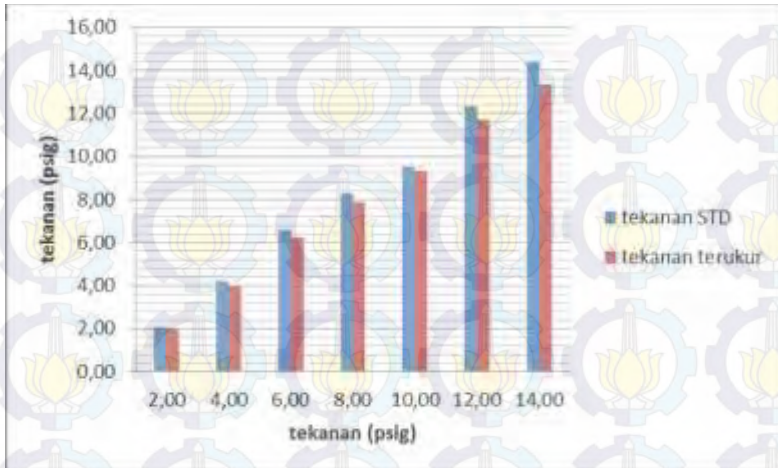 16,00
14,00
12,00
10,00
8,00
6,00
4,00
2,00
0,00
tekanan (psig)
2,00 4,00 6,00 8,00 10,00 12,00 14,00
tekanan (psig)
tekanan STD
tekanan terukur